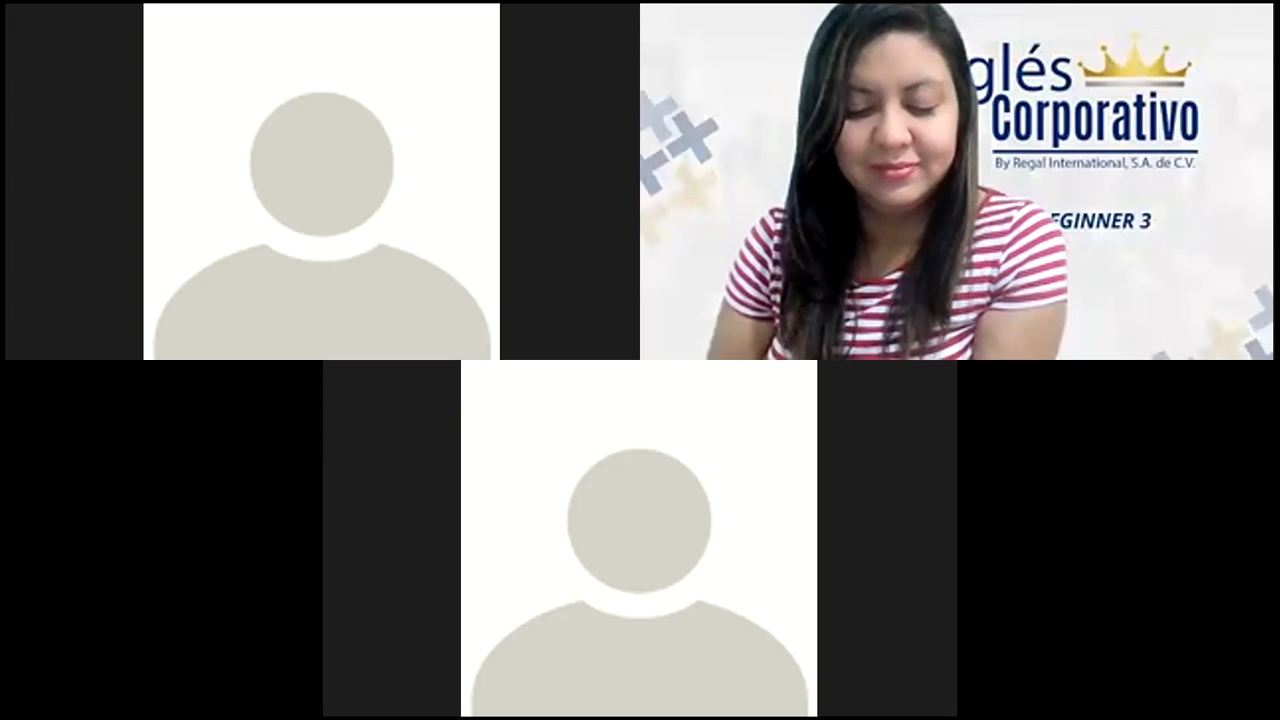 glés
Corporativo
By Regal International, S.A. de C.V.
EGINNER 3